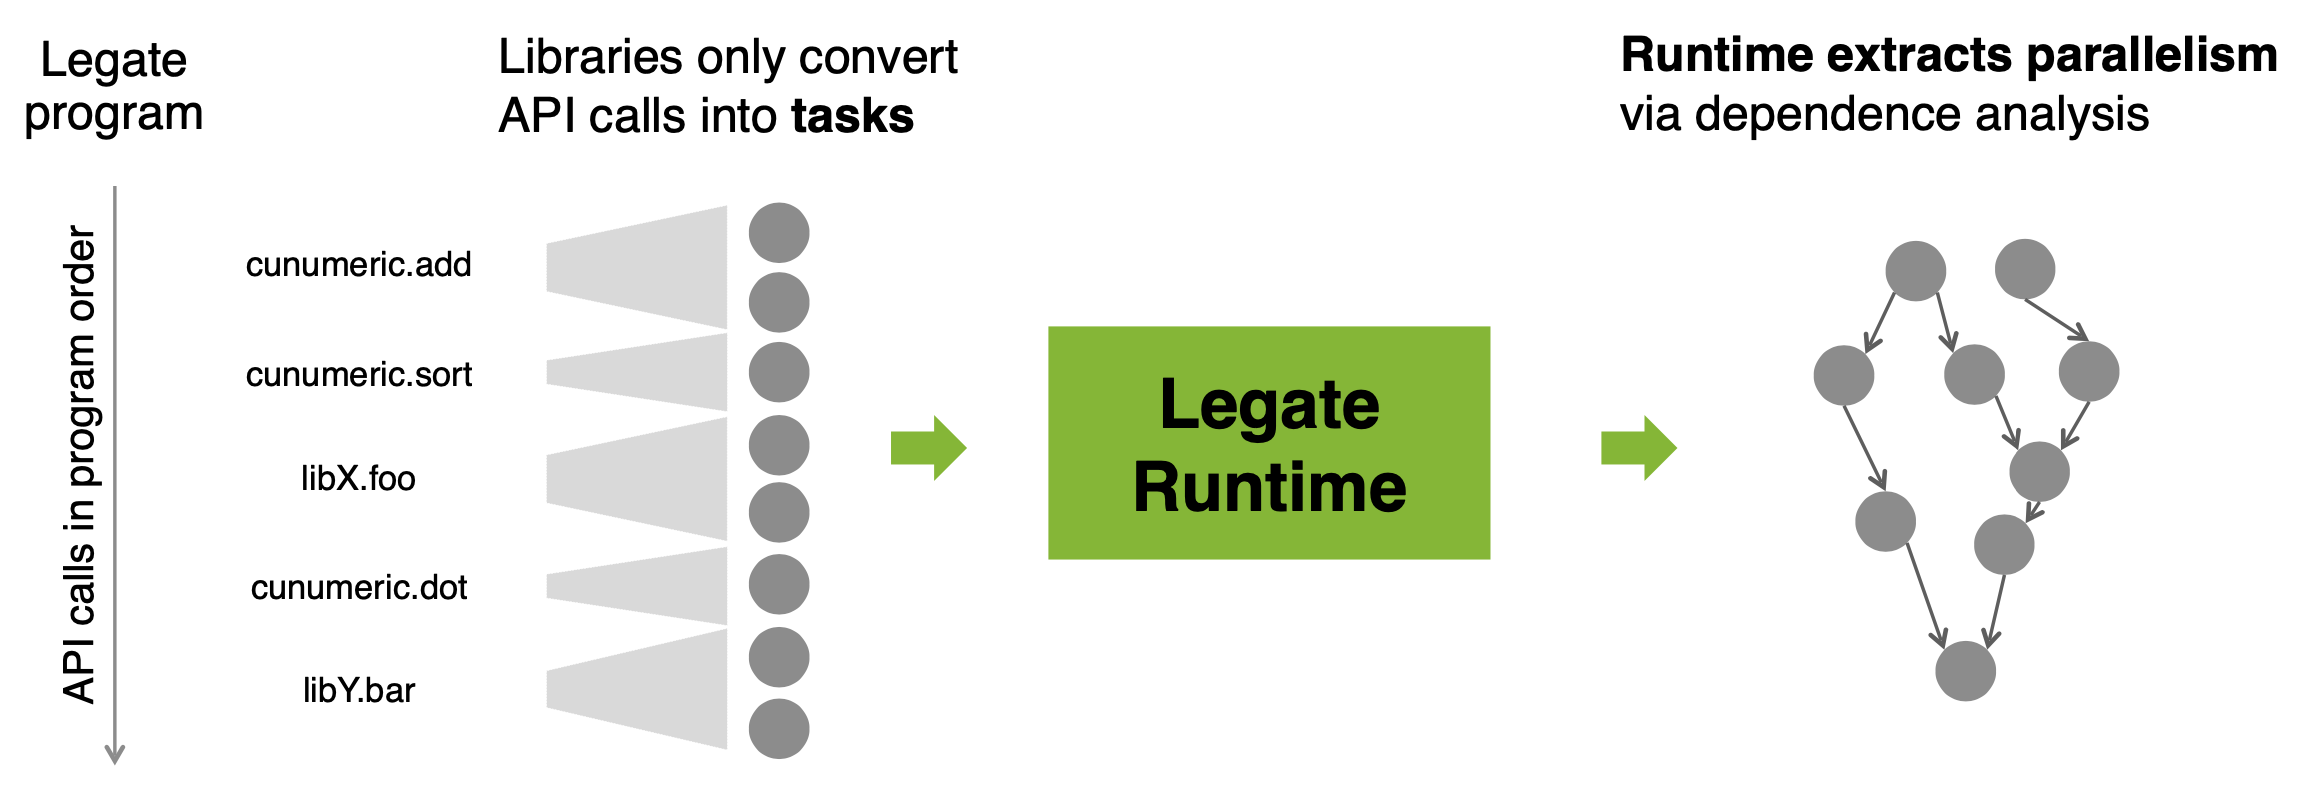 Legate
program
Libraries only convert
API calls into tasks
Runtime extracts parallelism
via dependence analysis
API calls in program order
cunumeric.add
cunumeric.sort
libX.foo
cunumeric.dot
libY.bar
Legate
Runtime